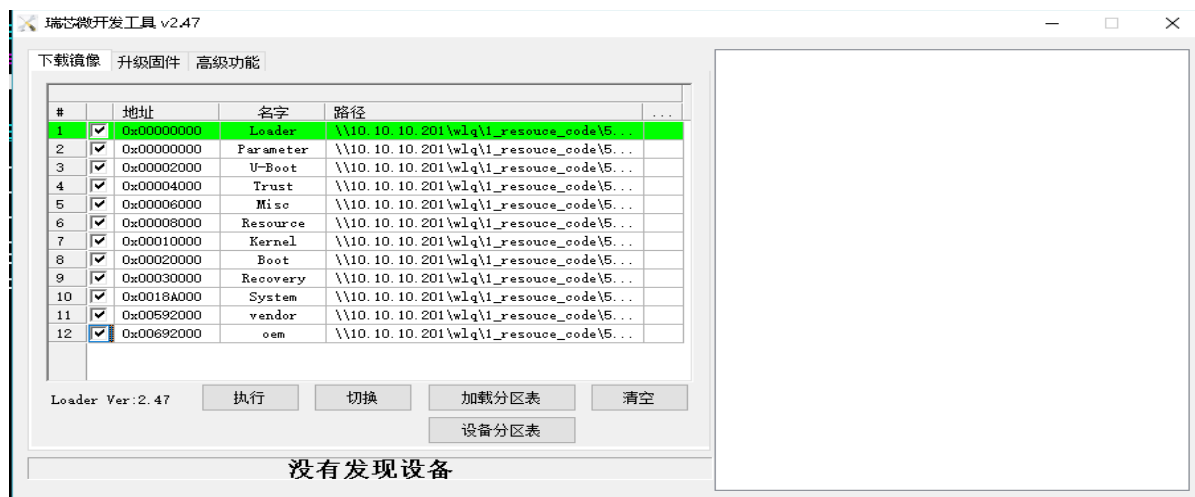 瑞芯微开发工具 v2.47
下载镜像 升级固件 高级功能
# 地址 名字 路径 ...
1 0x00000000 Loader \\10.10.10.201\wlq\1_resouce_code\5...
2 0x00000000 Parameter \\10.10.10.201\wlq\1_resouce_code\5...
3 0x00002000 U-Boot \\10.10.10.201\wlq\1_resouce_code\5...
4 0x00004000 Trust \\10.10.10.201\wlq\1_resouce_code\5...
5 0x00006000 Misc \\10.10.10.201\wlq\1_resouce_code\5...
6 0x00008000 Resource \\10.10.10.201\wlq\1_resouce_code\5...
7 0x00010000 Kernel \\10.10.10.201\wlq\1_resouce_code\5...
8 0x00020000 Boot \\10.10.10.201\wlq\1_resouce_code\5...
9 0x00030000 Recovery \\10.10.10.201\wlq\1_resouce_code\5...
10 0x0018A000 System \\10.10.10.201\wlq\1_resouce_code\5...
11 0x00592000 vendor \\10.10.10.201\wlq\1_resouce_code\5...
12 0x00692000 oem \\10.10.10.201\wlq\1_resouce_code\5...
Loader Ver:2.47 执行 切换 加载分区表 清空
设备分区表
没有发现设备